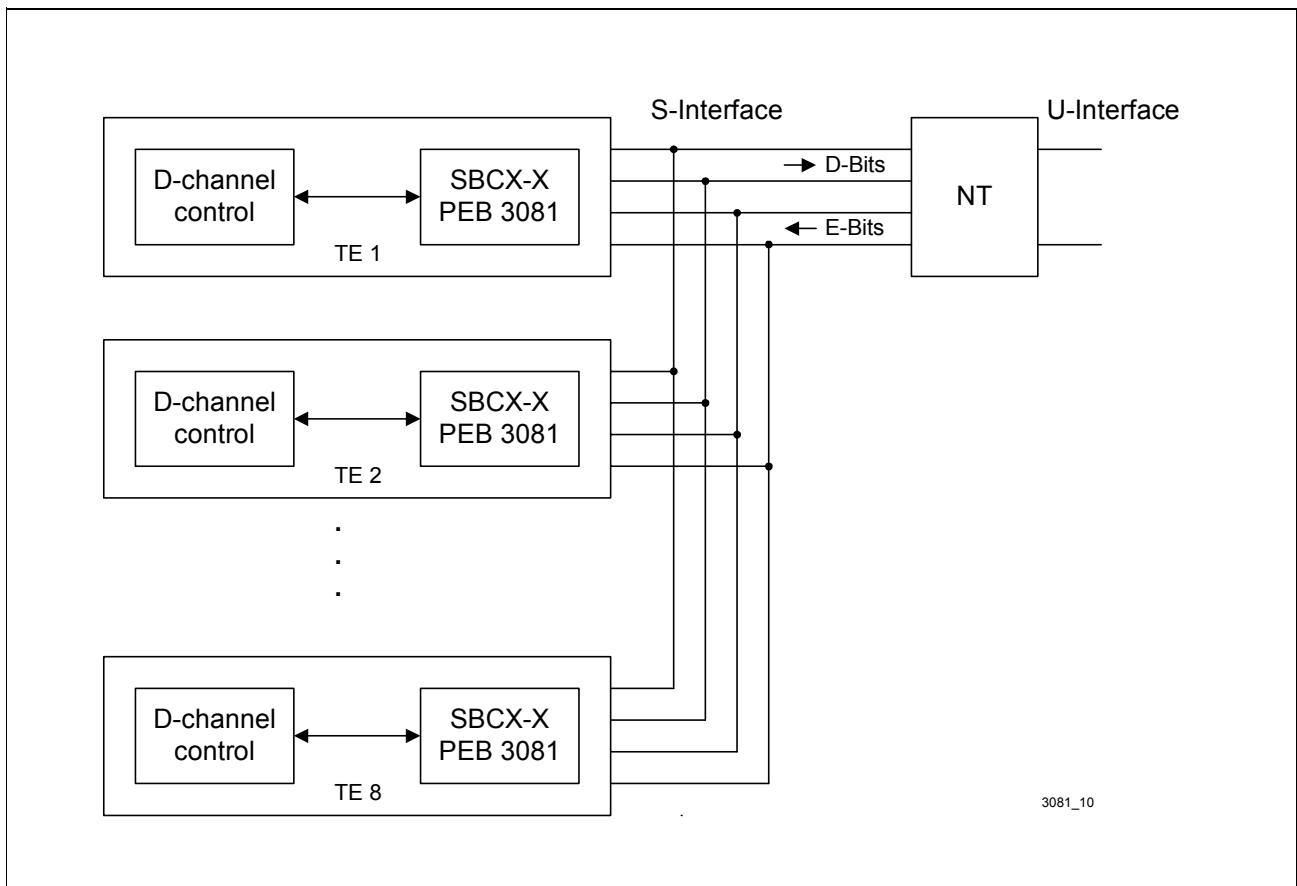 S-Interface
U-Interface
D-channel
control
SBCX-X
PEB 3081
TE 1
D-Bits
E-Bits
NT
D-channel
control
SBCX-X
PEB 3081
TE 2
.
.
.
D-channel
control
SBCX-X
PEB 3081
TE 8
3081_10